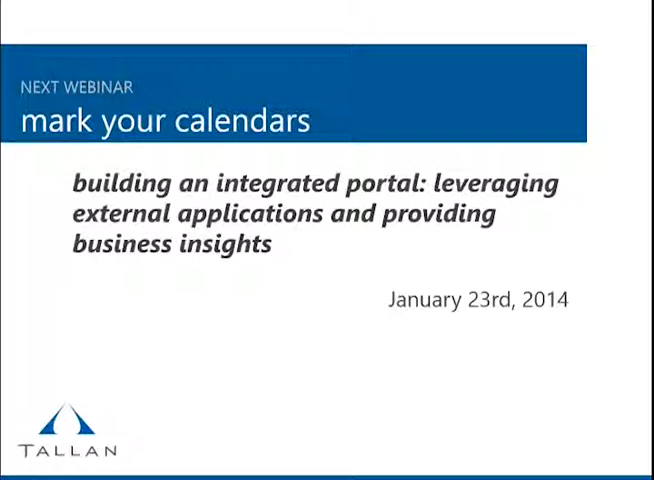 NEXT WEBINAR
mark your calendars
building an integrated portal: leveraging
external applications and providing
business insights
January 23rd, 2014
TALLAN